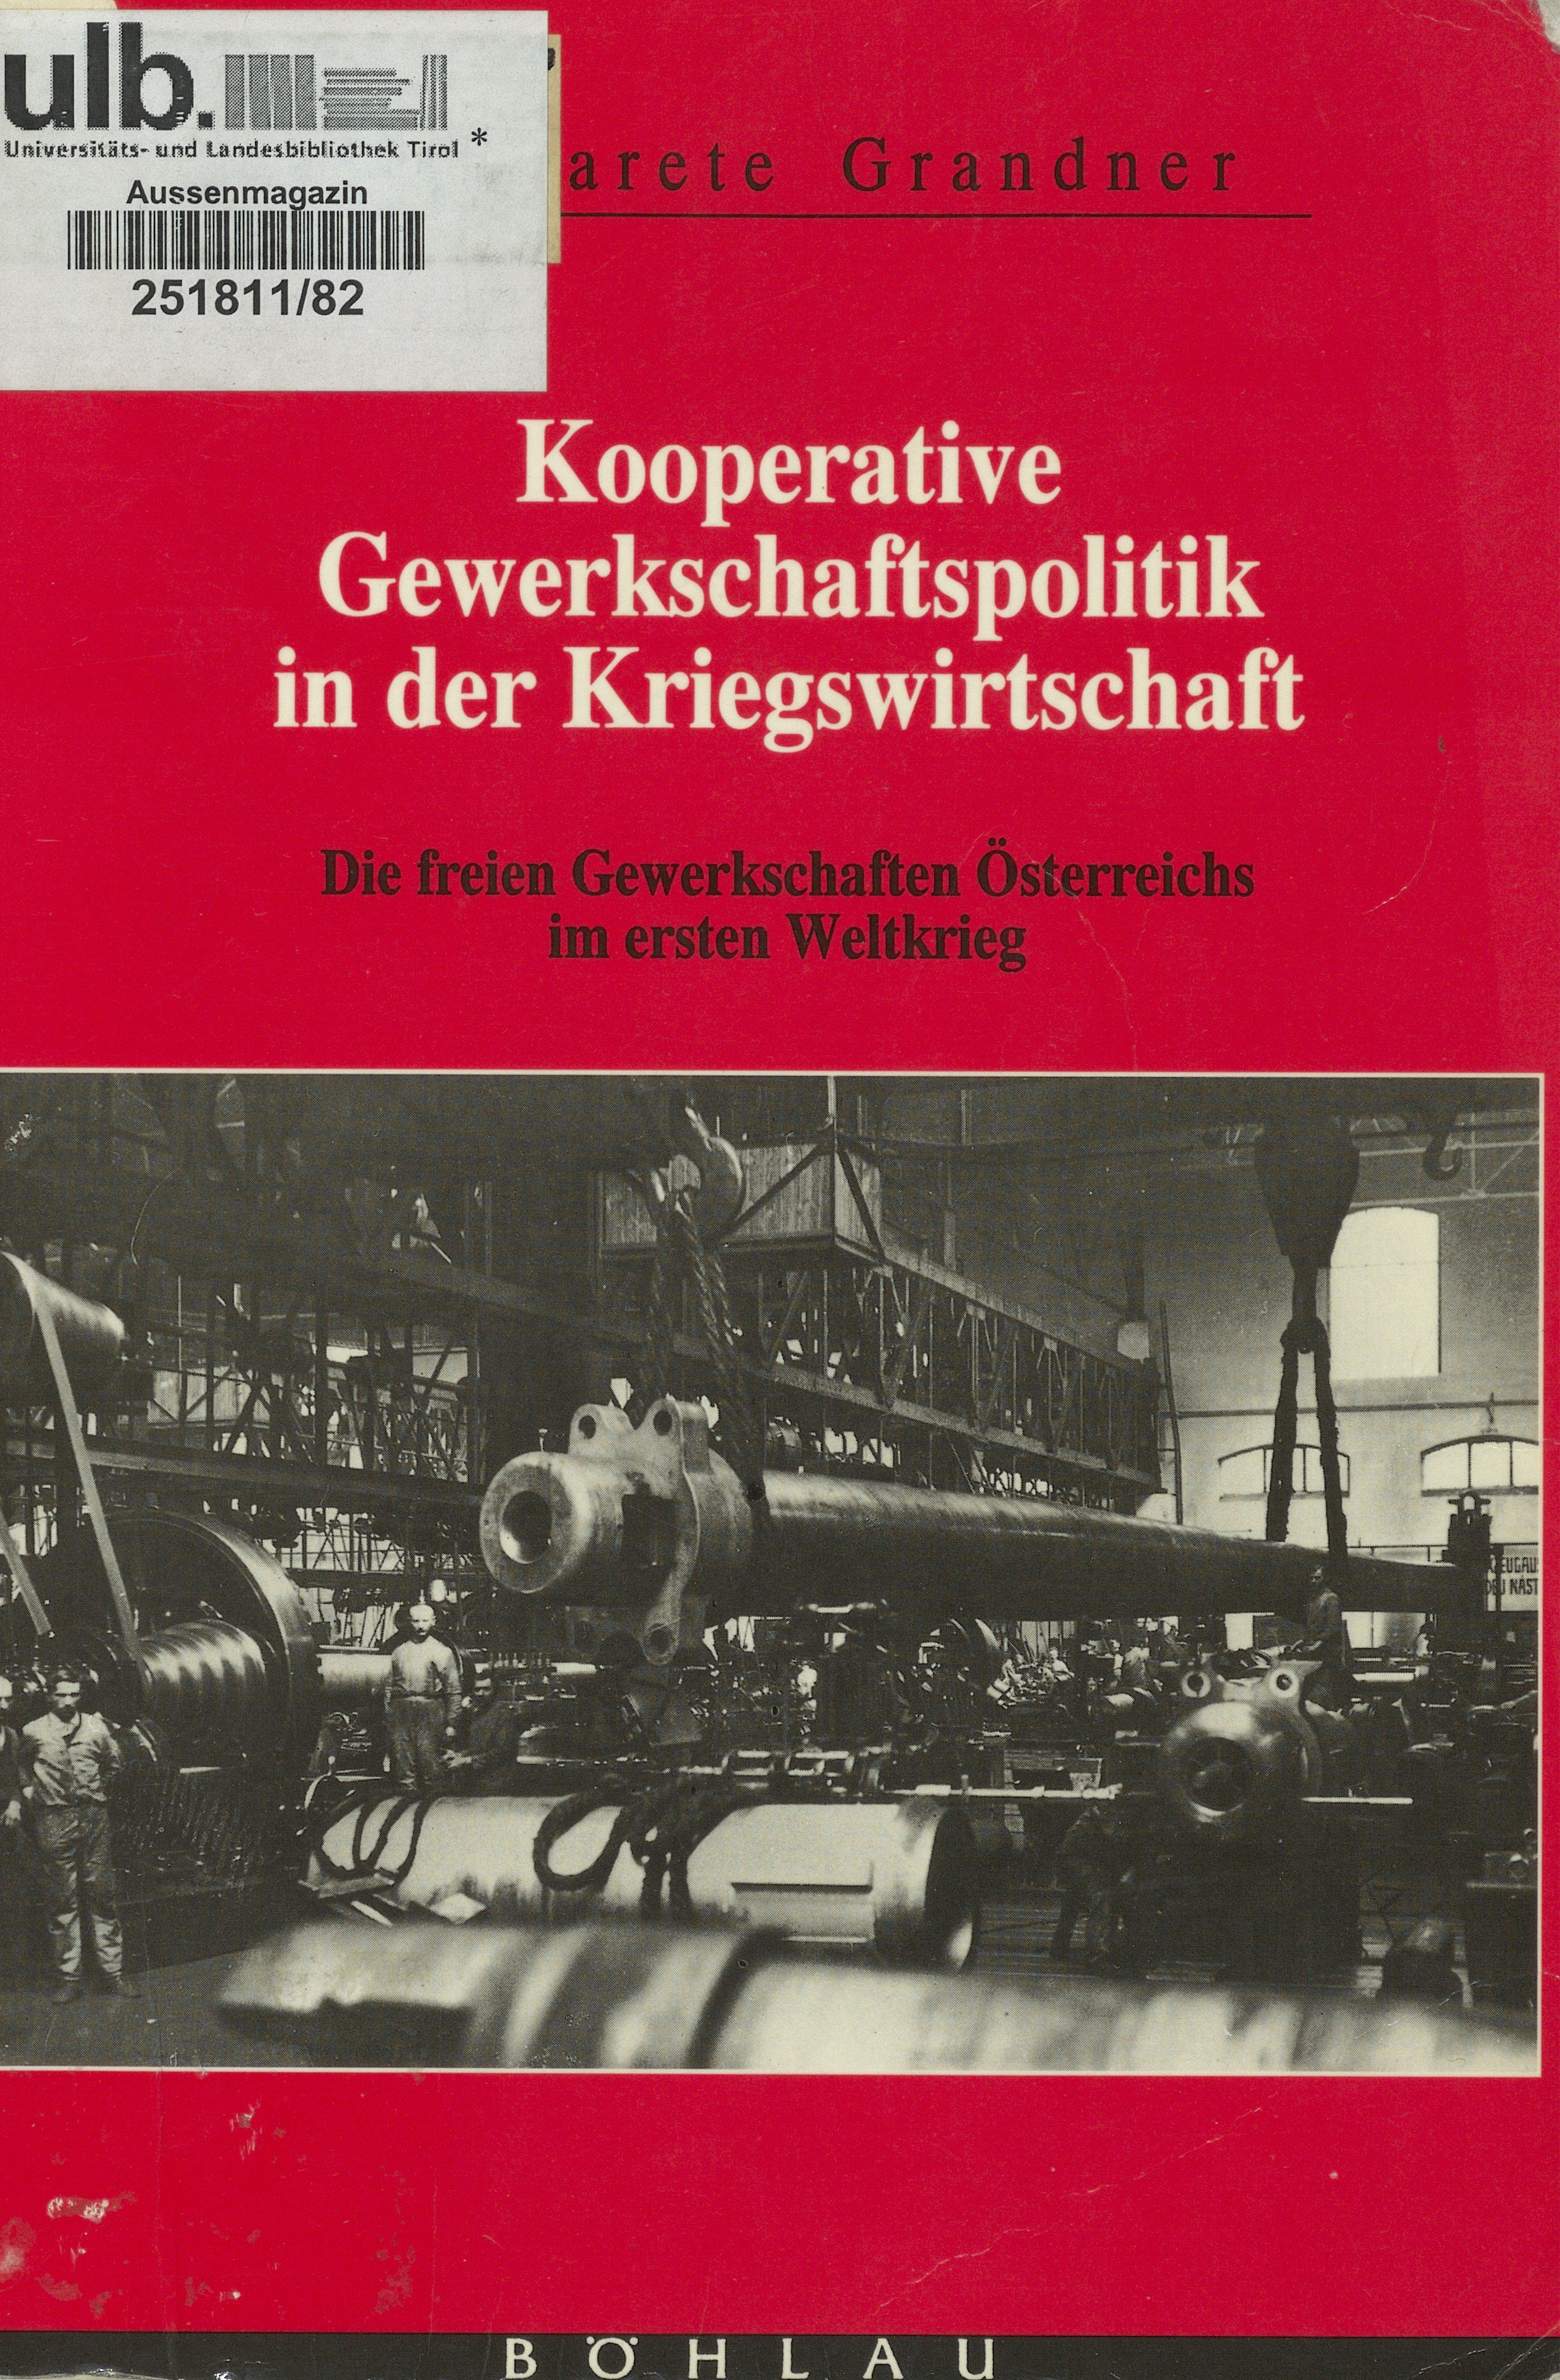 ulb.
Universitäts- und Landesbibliothek Tirol *
Aussenmagazin
251811/82
arete Grandner
Kooperative
Gewerkschaftspolitik
in der Kriegswirtschaft
Die freien Gewerkschaften Österreichs
im ersten Weltkrieg
BÖHLAU